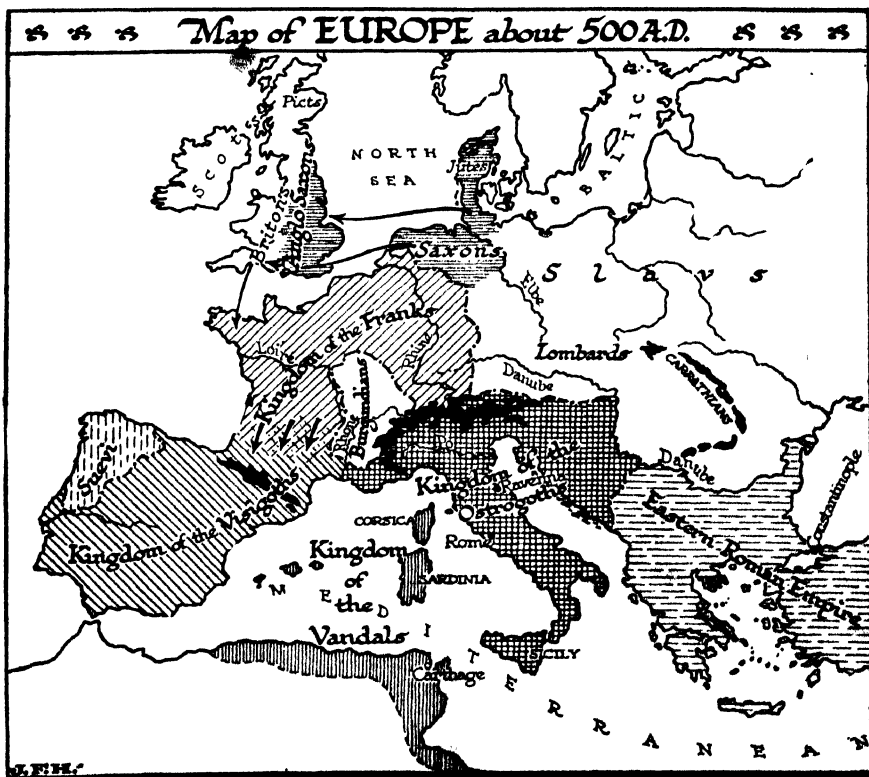 Map of EUROPE about 500 A.D.
Picts
Scots
NORTH
SEA
BALTIC
Jutes
Britons
Anglo Saxons
Saxons
Slavs
Elbe
Kingdom of the Franks
Loire
Rhine
Lombards
CARPATHIANS
Danube
Burgundians
Rhone
Suevi
Kingdom of the Visigoths
Po
Kingdom of the
Ravenna
Ostrogoths
Danube
Constantinople
Eastern Roman Empire
CORSICA
Rome
Kingdom
of
the
Vandals
SARDINIA
SICILY
Carthage
MEDITERRANEAN
J.F.H.